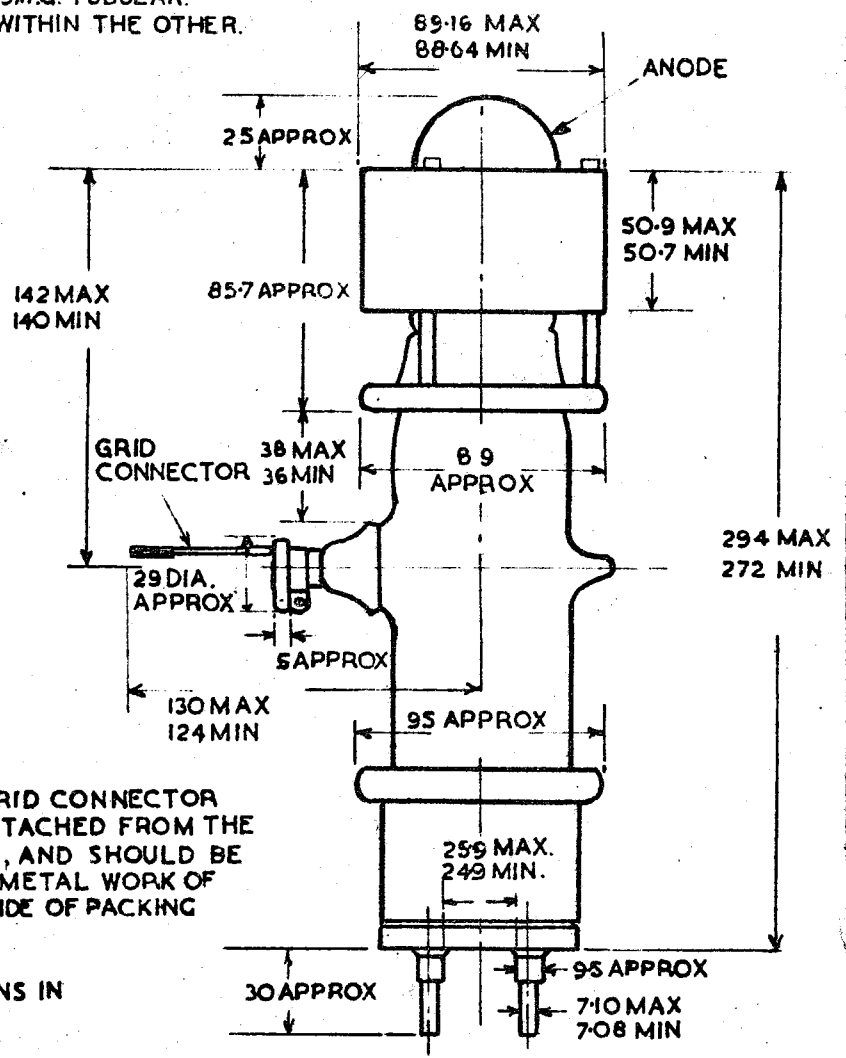 WITHIN THE OTHER.
89·16 MAX
88·64 MIN
ANODE
25 APPROX
50·9 MAX
50·7 MIN
142 MAX
140 MIN
85·7 APPROX
GRID
CONNECTOR
38 MAX
36 MIN
89
APPROX
294 MAX
272 MIN
29 DIA.
APPROX
5 APPROX
130 MAX
124 MIN
95 APPROX
RID CONNECTOR
TACHED FROM THE
, AND SHOULD BE
METAL WORK OF
IDE OF PACKING
25·9 MAX.
24·9 MIN.
NS IN
30 APPROX
9·5 APPROX
7·10 MAX
7·08 MIN